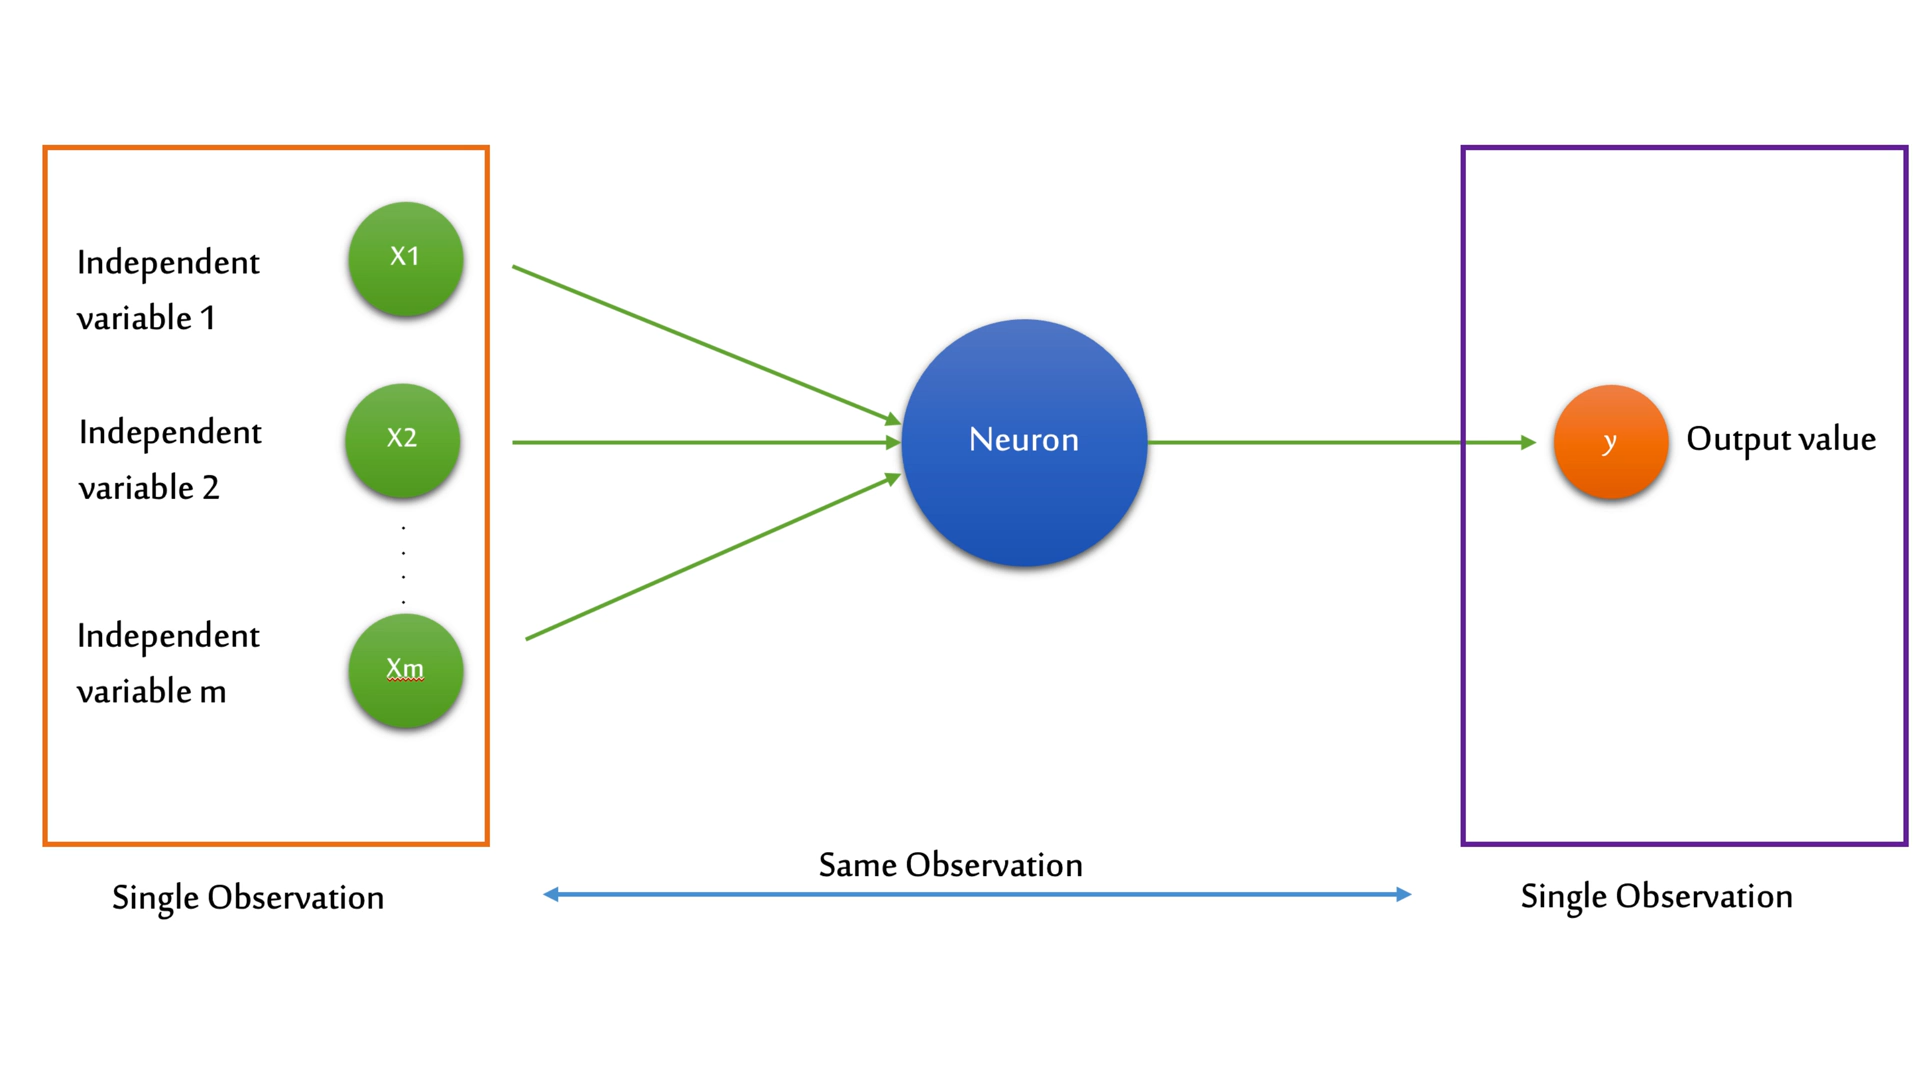 Independent
variable 1
X1
Independent
variable 2
X2
.
.
.
.
Independent
variable m
Xm
Neuron
y
Output value
Same Observation
Single Observation
Single Observation